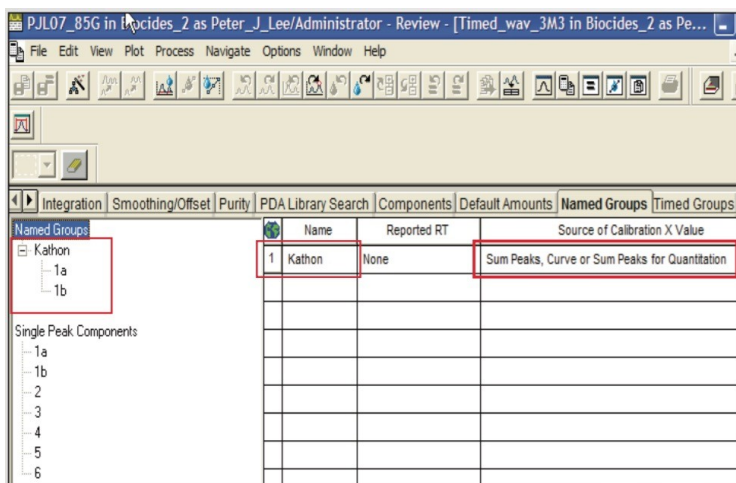 PJL07_85G in Biocides_2 as Peter_J_Lee/Administrator - Review - [Timed_wav_3M3 in Biocides_2 as Pe...
File Edit View Plot Process Navigate Options Window Help
Integration Smoothing/Offset Purity PDA Library Search Components Default Amounts Named Groups Timed Groups
Named Groups
Kathon
1a
1b
Single Peak Components
1a
1b
2
3
4
5
6
Name Reported RT Source of Calibration X Value
1 Kathon None Sum Peaks, Curve or Sum Peaks for Quantitation